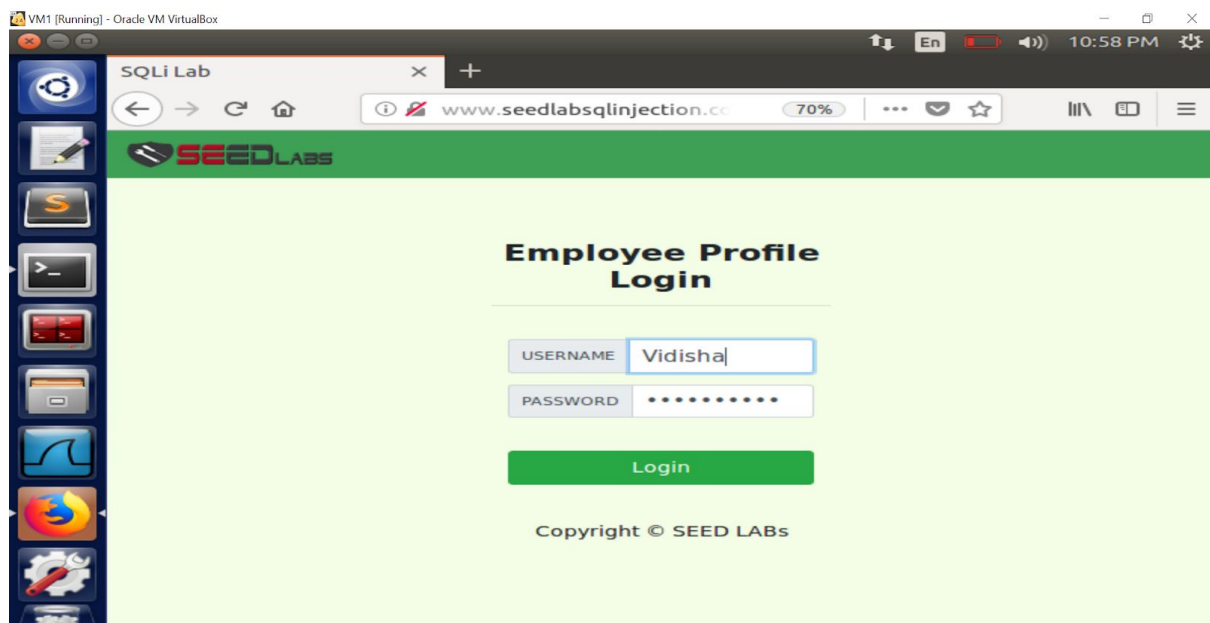 VM1 [Running] - Oracle VM VirtualBox
En 10:58 PM
SQLi Lab
www.seedlabsqlinjection.cc 70%
SEEDLABS
Employee Profile
Login
USERNAME Vidisha
PASSWORD ••••••••••
Login
Copyright © SEED LABs